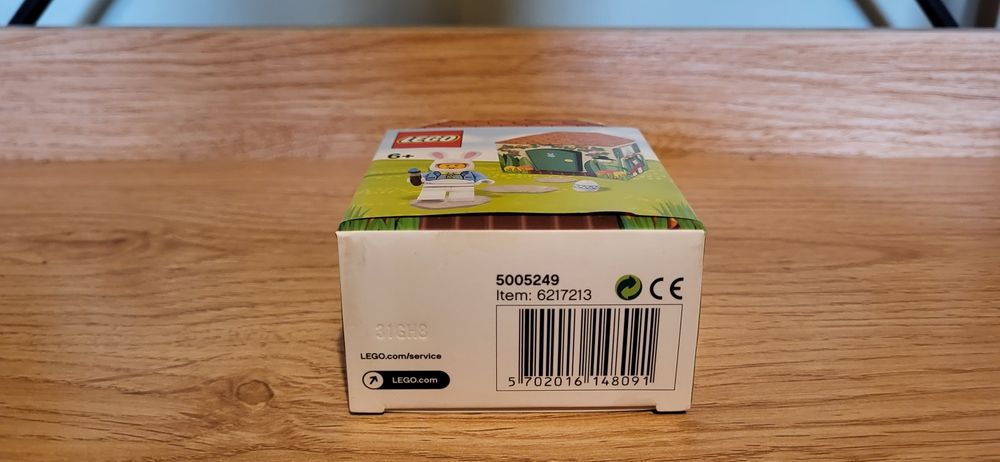 LEGO
6+
5005249
Item: 6217213
CE
31GH8
LEGO.com/service
LEGO.com
5 702016 148091